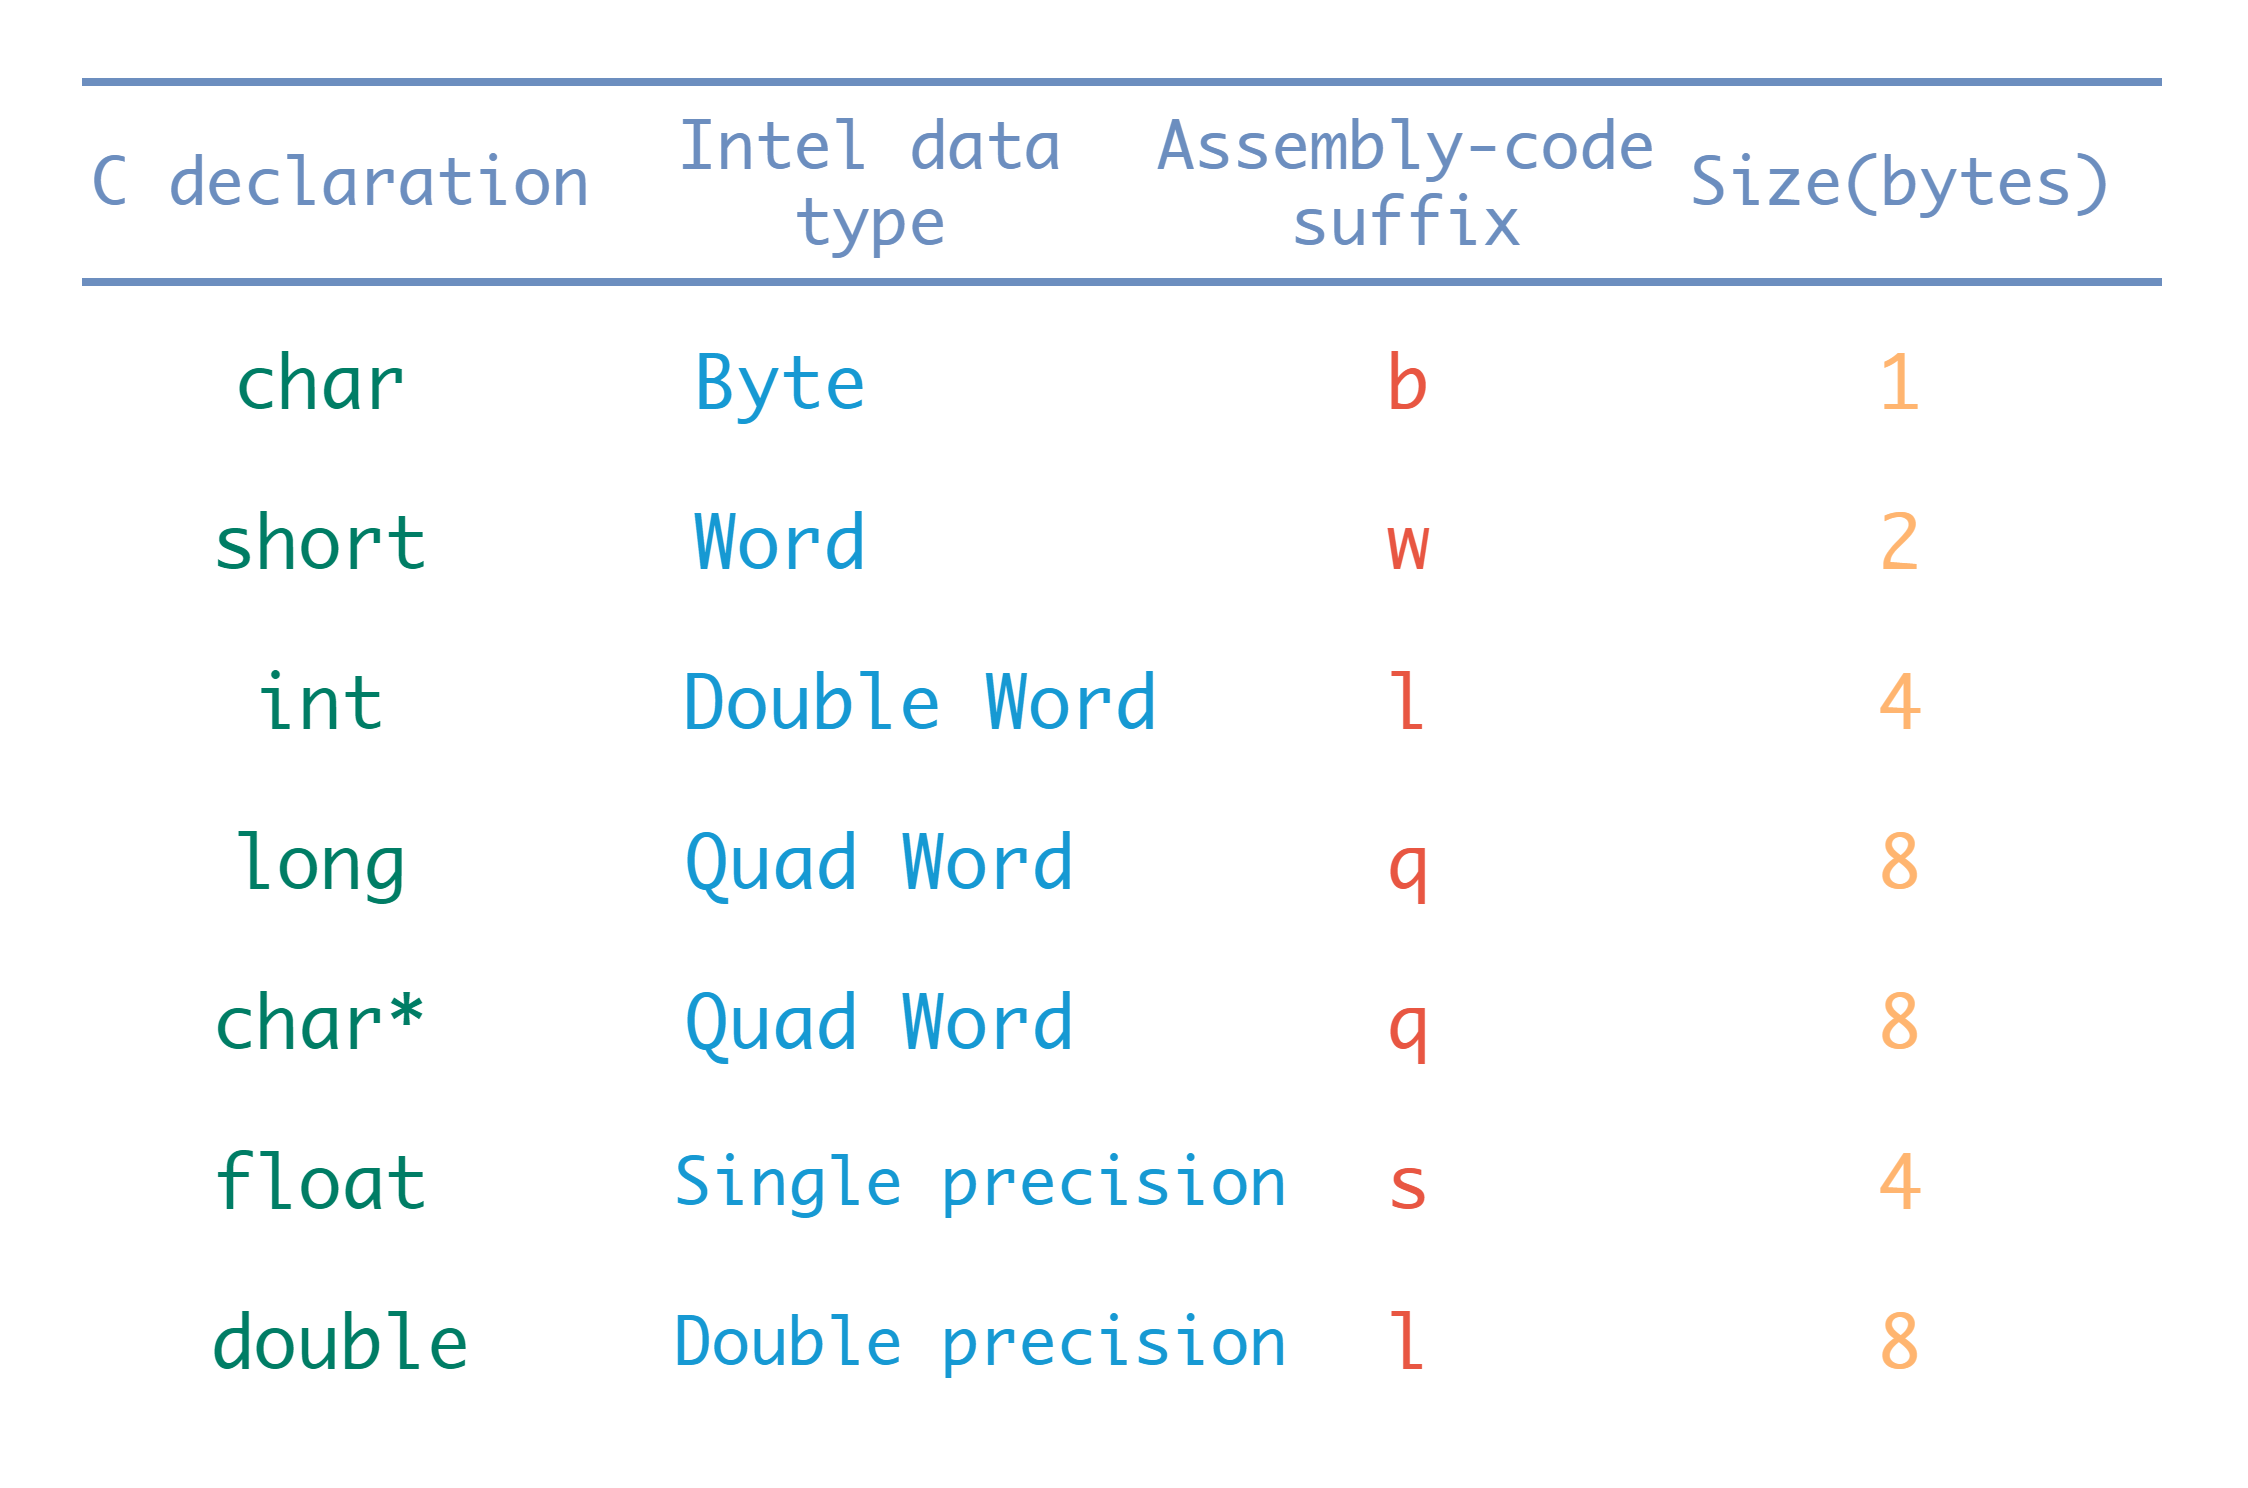 C declaration Intel data type Assembly-code suffix Size(bytes)
char Byte b 1
short Word w 2
int Double Word l 4
long Quad Word q 8
char* Quad Word q 8
float Single precision s 4
double Double precision l 8